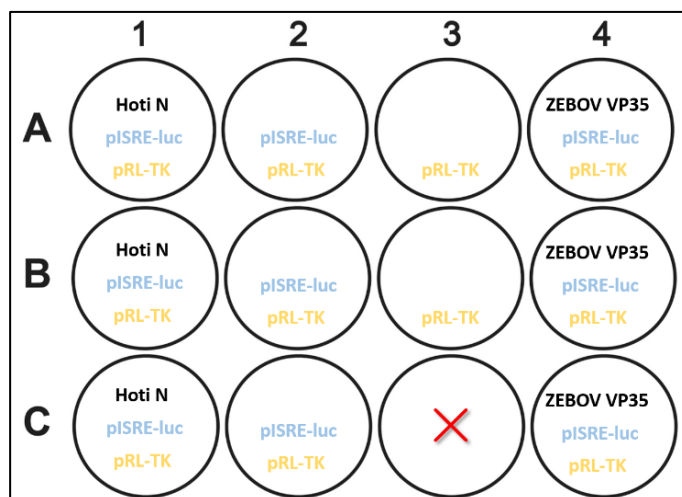 1 2 3 4
A
Hoti N
pISRE-luc
pRL-TK
pISRE-luc
pRL-TK
pRL-TK
ZEBOV VP35
pISRE-luc
pRL-TK
B
Hoti N
pISRE-luc
pRL-TK
pISRE-luc
pRL-TK
pRL-TK
ZEBOV VP35
pISRE-luc
pRL-TK
C
Hoti N
pISRE-luc
pRL-TK
pISRE-luc
pRL-TK
ZEBOV VP35
pISRE-luc
pRL-TK